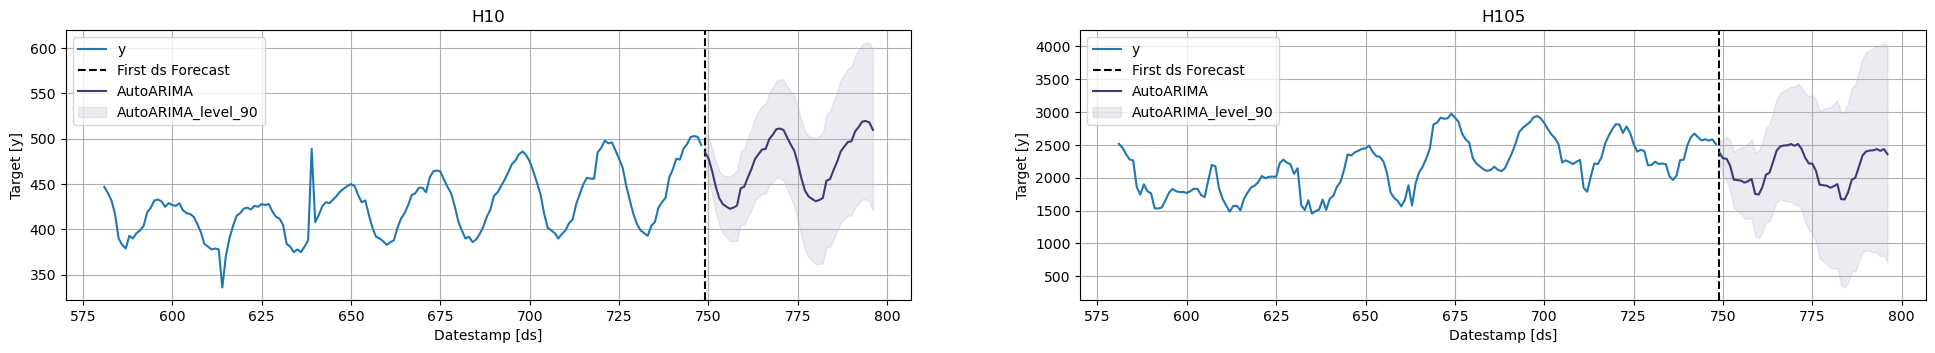 H10
y
First ds Forecast
AutoARIMA
AutoARIMA_level_90
Target [y]
600
550
500
450
400
350
575
600
625
650
675
700
725
750
775
800
Datestamp [ds]
H105
y
First ds Forecast
AutoARIMA
AutoARIMA_level_90
Target [y]
4000
3500
3000
2500
2000
1500
1000
500
575
600
625
650
675
700
725
750
775
800
Datestamp [ds]